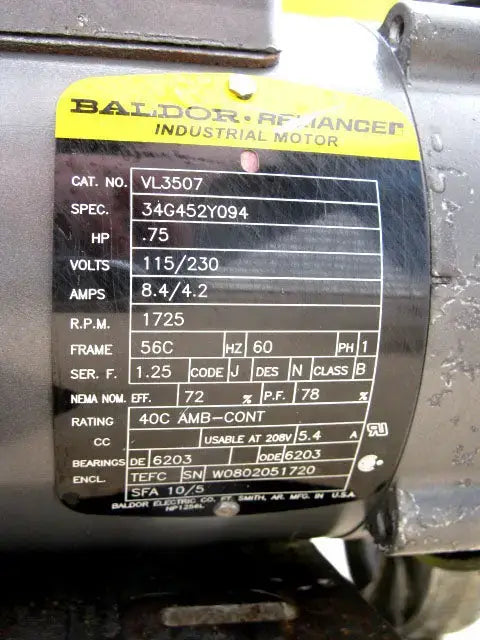 BALDOR · RELIANCER
INDUSTRIAL MOTOR
CAT. NO. VL3507
SPEC. 34G452Y094
HP .75
VOLTS 115/230
AMPS 8.4/4.2
R.P.M. 1725
FRAME 56C HZ 60 PH 1
SER. F. 1.25 CODE J DES N CLASS B
NEMA NOM. EFF. 72 % P.F. 78 %
RATING 40C AMB-CONT
CC USABLE AT 208V 5.4 A
BEARINGS DE 6203 ODE 6203
ENCL. TEFC SN W0802051720
SFA 10/5
BALDOR ELECTRIC CO. FT. SMITH, AR. MFG. IN U.S.A.